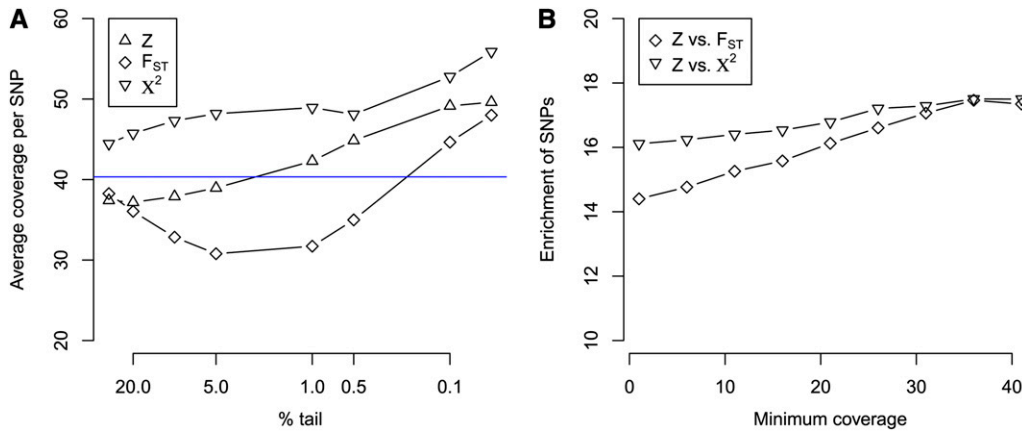 A
Average coverage per SNP
60
50
40
30
20
Z
F_ST
X²
20.0 5.0 1.0 0.5 0.1
% tail
B
Enrichment of SNPs
20
18
16
14
12
10
Z vs. F_ST
Z vs. X²
0 10 20 30 40
Minimum coverage